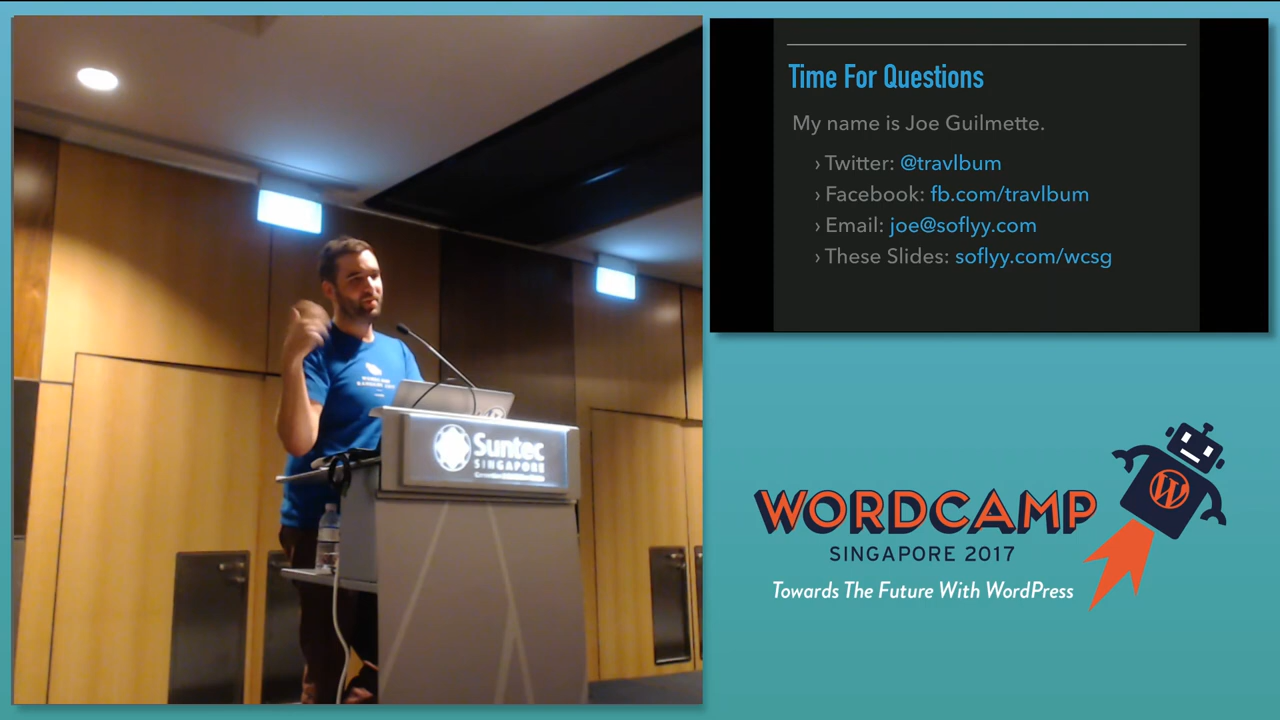 Time For Questions
My name is Joe Guilmette.
› Twitter: @travlbum
› Facebook: fb.com/travlbum
› Email: joe@soflyy.com
› These Slides: soflyy.com/wcsg
Suntec
SINGAPORE
WORDCAMP
SINGAPORE 2017
Towards The Future With WordPress